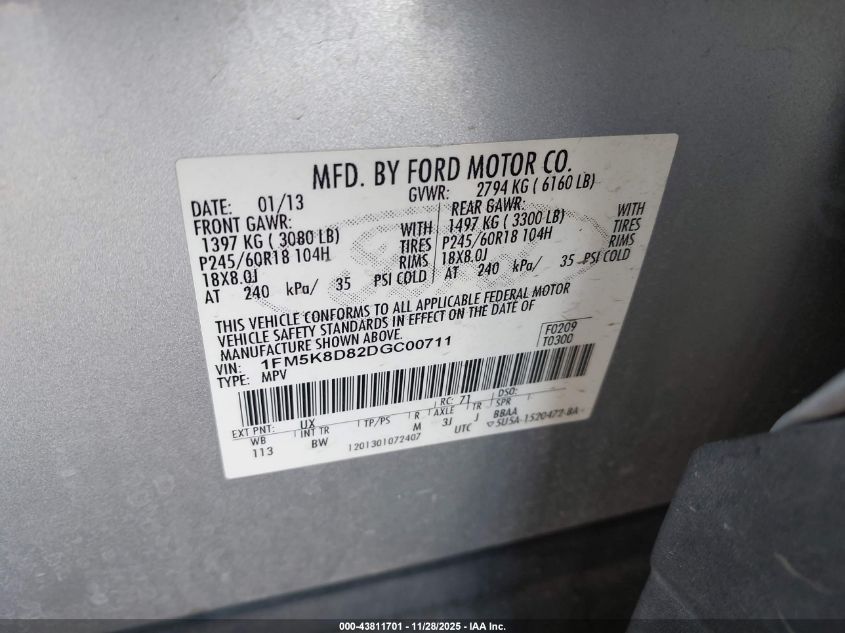 MFD. BY FORD MOTOR CO.
DATE: 01/13 GVWR: 2794 KG ( 6160 LB)
FRONT GAWR: REAR GAWR:
1397 KG ( 3080 LB) WITH 1497 KG ( 3300 LB) WITH
P245/60R18 104H TIRES P245/60R18 104H TIRES
18X8.0J RIMS 18X8.0J RIMS
AT 240 kPa/ 35 PSI COLD AT 240 kPa/ 35 PSI COLD
THIS VEHICLE CONFORMS TO ALL APPLICABLE FEDERAL MOTOR
VEHICLE SAFETY STANDARDS IN EFFECT ON THE DATE OF
MANUFACTURE SHOWN ABOVE.
F0209
T0300
VIN: 1FM5K8D82DGC00711
TYPE: MPV
EXT PNT: UX RC: 71 DSO:
WB INT TR TP/PS R AXLE TR SPR
113 BW M 3J J BBAA
1201301072407 UTC 5U5A-1520472-BA
000-43811701 - 11/28/2025 - IAA Inc.